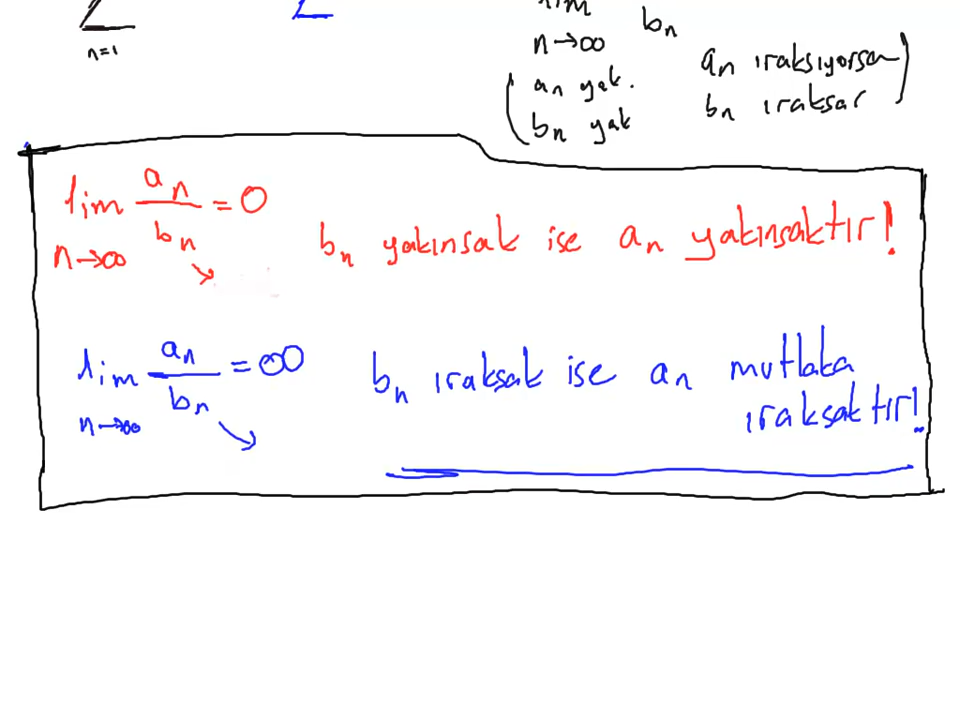 n=1
lim bn
n→∞
an ıraksıyorsa
an yak.
bn ıraksar
bn yak
lim an/bn = 0
n→∞
bn yakınsak ise an yakınsaktır!
lim an/bn = ∞
n→∞
bn ıraksak ise an mutlaka
ıraksaktır!